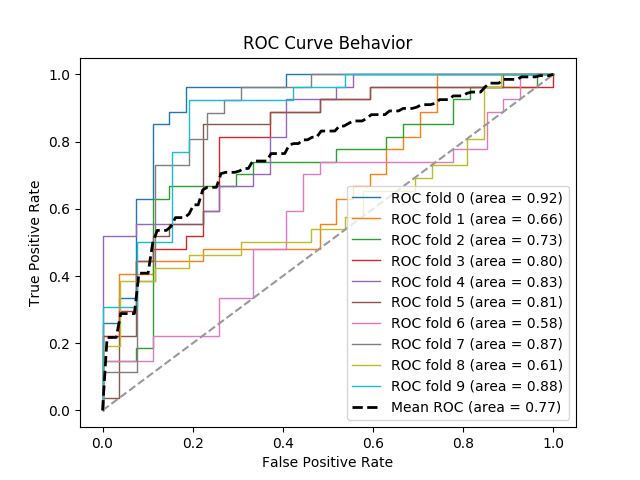 ROC Curve Behavior
True Positive Rate
1.0
0.8
0.6
0.4
0.2
0.0
ROC fold 0 (area = 0.92)
ROC fold 1 (area = 0.66)
ROC fold 2 (area = 0.73)
ROC fold 3 (area = 0.80)
ROC fold 4 (area = 0.83)
ROC fold 5 (area = 0.81)
ROC fold 6 (area = 0.58)
ROC fold 7 (area = 0.87)
ROC fold 8 (area = 0.61)
ROC fold 9 (area = 0.88)
Mean ROC (area = 0.77)
0.0 0.2 0.4 0.6 0.8 1.0
False Positive Rate